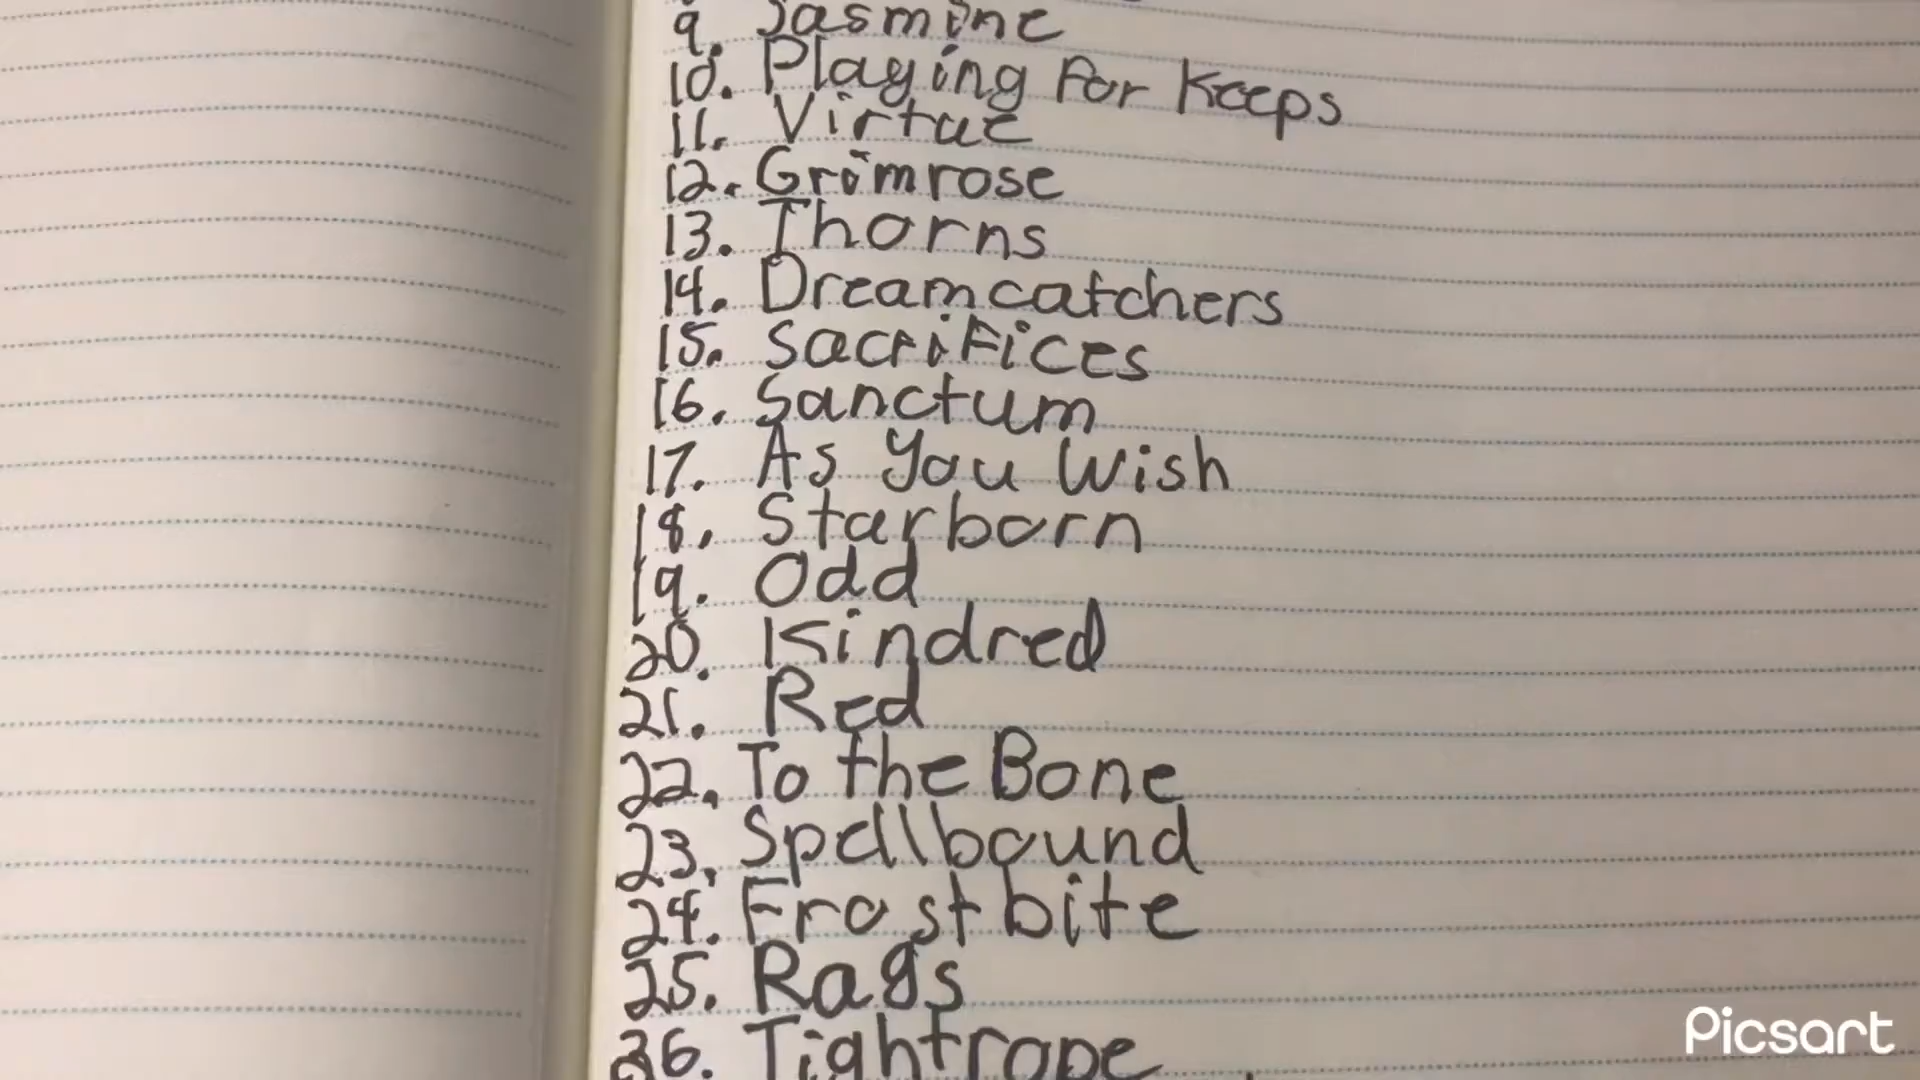 9. Jasmine
10. Playing For Keeps
11. Virtue
12. Grimrose
13. Thorns
14. Dreamcatchers
15. SacriFices
16. Sanctum
17. As You Wish
18. Starborn
19. Odd
20. Kindred
21. Red
22. To the Bone
23. Spellbound
24. Frostbite
25. Rags
26. Tightrope
Picsart